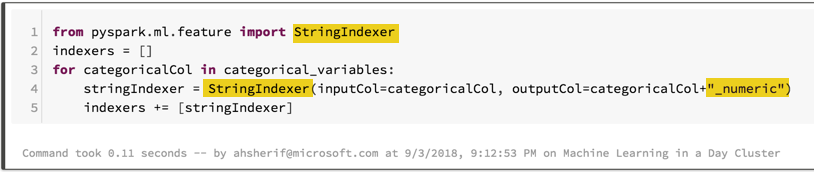 1 from pyspark.ml.feature import StringIndexer
2 indexers = []
3 for categoricalCol in categorical_variables:
4     stringIndexer = StringIndexer(inputCol=categoricalCol, outputCol=categoricalCol+"_numeric")
5     indexers += [stringIndexer]
Command took 0.11 seconds -- by ahsherif@microsoft.com at 9/3/2018, 9:12:53 PM on Machine Learning in a Day Cluster